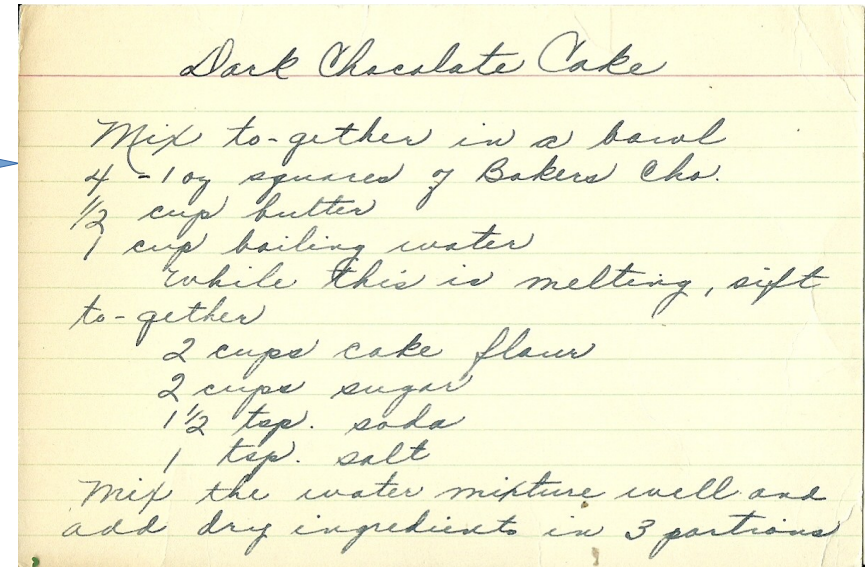 Dark Chocolate Cake
Mix to-gether in a bowl
4 - 1 oz squares of Bakers Cho.
1/2 cup butter
1 cup boiling water
While this is melting, sift
to-gether
2 cups cake flour
2 cups sugar
1 1/2 tsp. soda
1 tsp. salt
Mix the water mixture well and
add dry ingredients in 3 portions